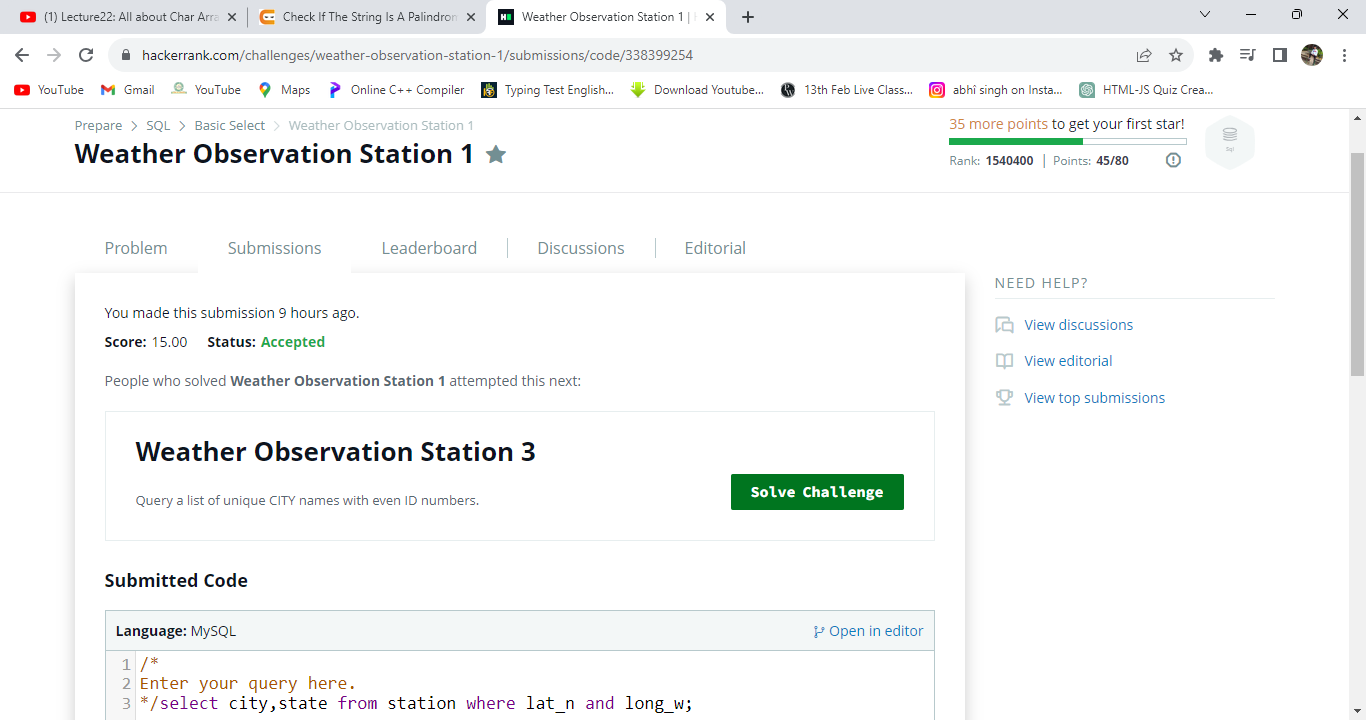 (1) Lecture22: All about Char Arra
Check If The String Is A Palindrom
Weather Observation Station 1 | H
hackerrank.com/challenges/weather-observation-station-1/submissions/code/338399254
YouTube Gmail YouTube Maps Online C++ Compiler Typing Test English... Download Youtube... 13th Feb Live Class... abhî singh on Insta... HTML-JS Quiz Crea...
Prepare > SQL > Basic Select > Weather Observation Station 1
Weather Observation Station 1
35 more points to get your first star!
Rank: 1540400 | Points: 45/80
Sql
Problem Submissions Leaderboard Discussions Editorial
You made this submission 9 hours ago.
Score: 15.00 Status: Accepted
People who solved Weather Observation Station 1 attempted this next:
Weather Observation Station 3
Query a list of unique CITY names with even ID numbers.
Solve Challenge
Submitted Code
Language: MySQL
Open in editor
1 /*
2 Enter your query here.
3 */select city,state from station where lat_n and long_w;
NEED HELP?
View discussions
View editorial
View top submissions